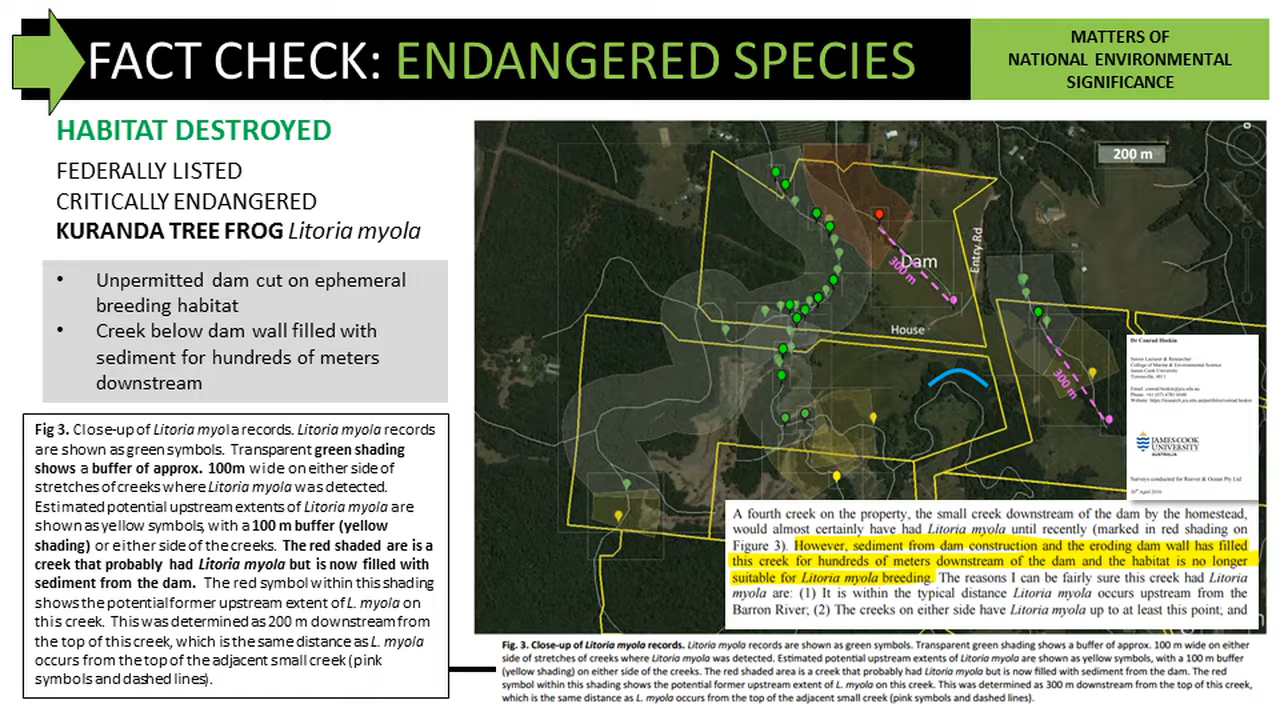 FACT CHECK: ENDANGERED SPECIES
MATTERS OF
NATIONAL ENVIRONMENTAL
SIGNIFICANCE
HABITAT DESTROYED
FEDERALLY LISTED
CRITICALLY ENDANGERED
KURANDA TREE FROG Litoria myola
• Unpermitted dam cut on ephemeral
breeding habitat
• Creek below dam wall filled with
sediment for hundreds of meters
downstream
Fig 3. Close-up of Litoria myola records. Litoria myola records
are shown as green symbols. Transparent green shading
shows a buffer of approx. 100m wide on either side of
stretches of creeks where Litoria myola was detected.
Estimated potential upstream extents of Litoria myola are
shown as yellow symbols, with a 100 m buffer (yellow
shading) or either side of the creeks. The red shaded are is a
creek that probably had Litoria myola but is now filled with
sediment from the dam. The red symbol within this shading
shows the potential former upstream extent of L. myola on
this creek. This was determined as 200 m downstream from
the top of this creek, which is the same distance as L. myola
occurs from the top of the adjacent small creek (pink
symbols and dashed lines).
200 m
Entry Rd
Dam
300 m
House
300 m
Dr Conrad Hoskin
Senior Lecturer & Researcher
College of Marine & Environmental Science
James Cook University
Townsville, 4811
JAMES COOK
UNIVERSITY
AUSTRALIA
Surveys conducted for Reever & Ocean Pty Ltd
A fourth creek on the property, the small creek downstream of the dam by the homestead,
would almost certainly have had Litoria myola until recently (marked in red shading on
Figure 3). However, sediment from dam construction and the eroding dam wall has filled
this creek for hundreds of meters downstream of the dam and the habitat is no longer
suitable for Litoria myola breeding. The reasons I can be fairly sure this creek had Litoria
myola are: (1) It is within the typical distance Litoria myola occurs upstream from the
Barron River; (2) The creeks on either side have Litoria myola up to at least this point; and
Fig. 3. Close-up of Litoria myola records. Litoria myola records are shown as green symbols. Transparent green shading shows a buffer of approx. 100 m wide on either
side of stretches of creeks where Litoria myola was detected. Estimated potential upstream extents of Litoria myola are shown as yellow symbols, with a 100 m buffer
(yellow shading) on either side of the creeks. The red shaded area is a creek that probably had Litoria myola but is now filled with sediment from the dam. The red
symbol within this shading shows the potential former upstream extent of L. myola on this creek. This was determined as 300 m downstream from the top of this creek,
which is the same distance as L. myola occurs from the top of the adjacent small creek (pink symbols and dashed lines).